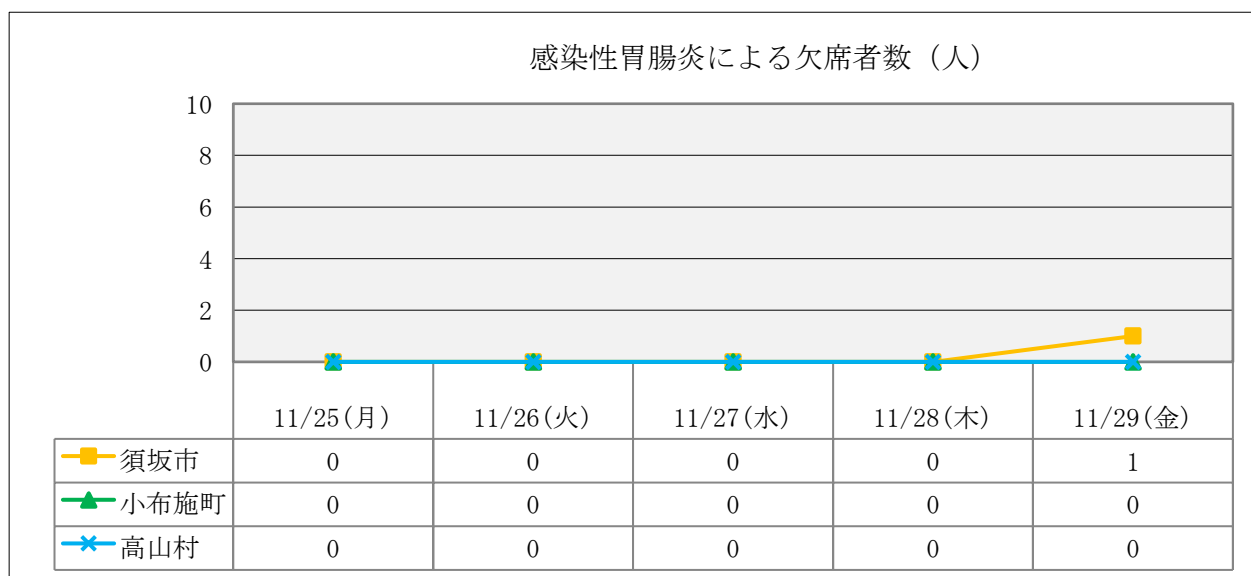 感染性胃腸炎による欠席者数（人）
10
8
6
4
2
0
11/25(月) 11/26(火) 11/27(水) 11/28(木) 11/29(金)
須坂市 0 0 0 0 1
小布施町 0 0 0 0 0
高山村 0 0 0 0 0